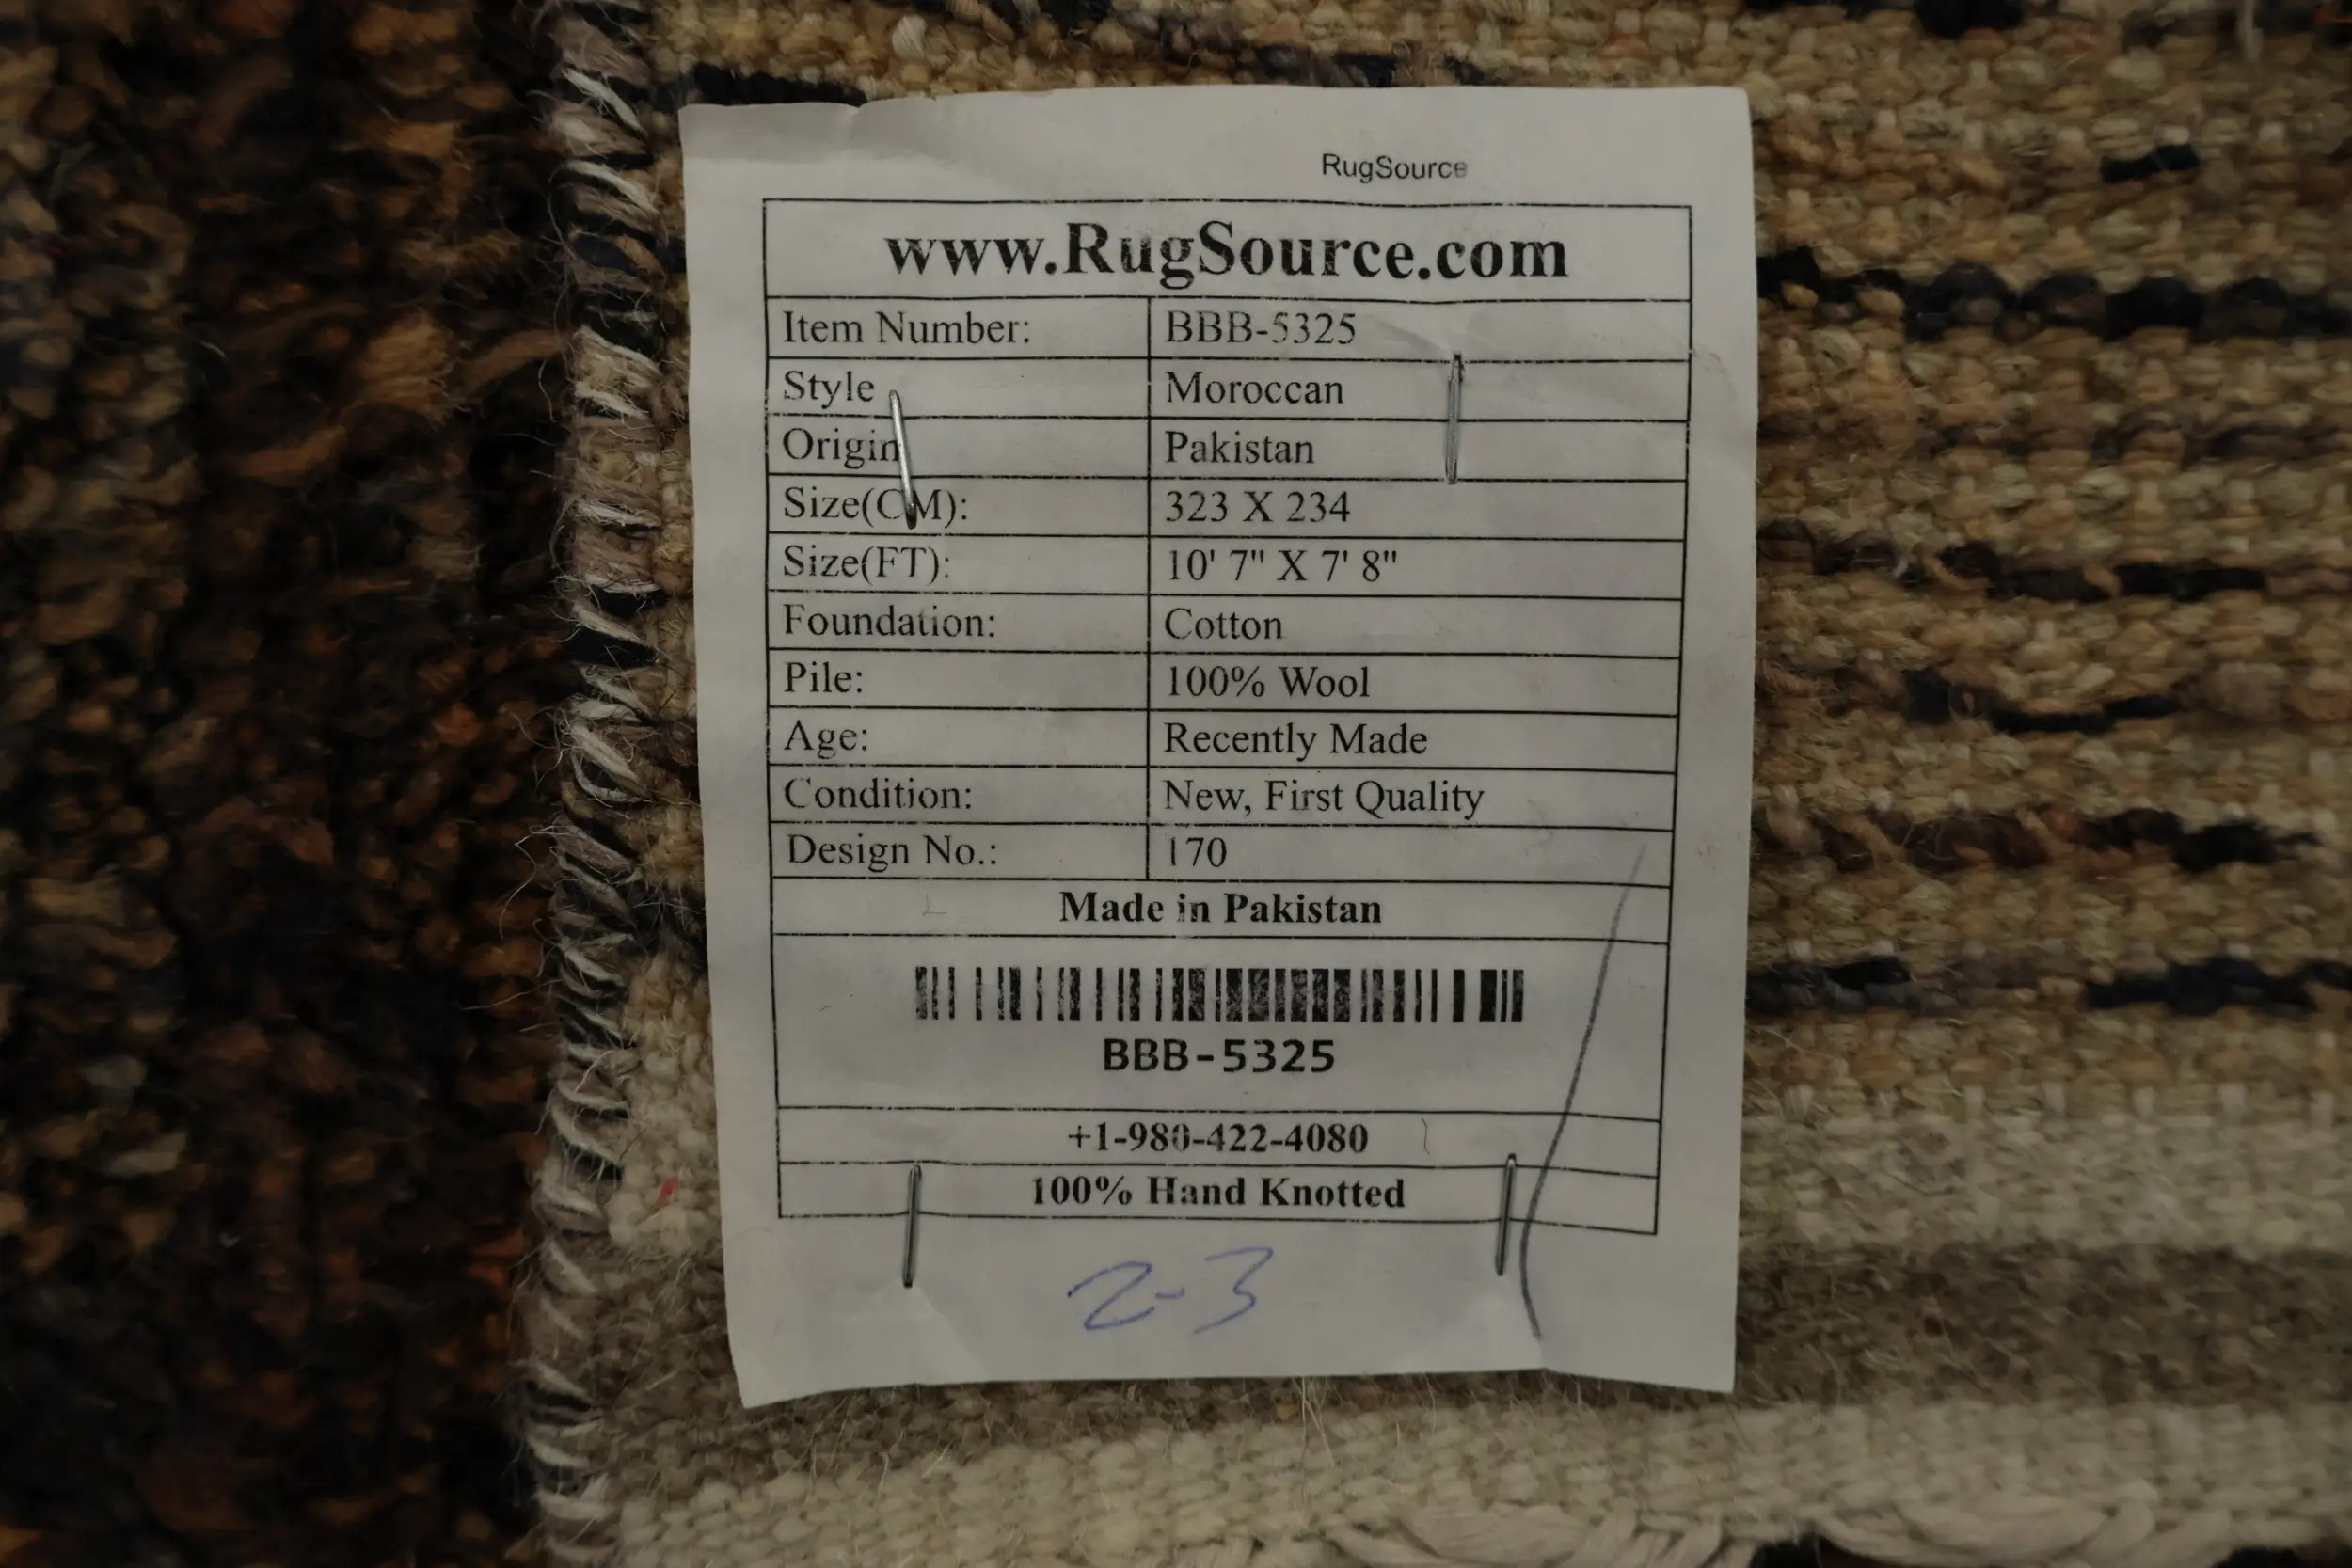 RugSource
www.RugSource.com
Item Number: BBB-5325
Style Moroccan
Origin Pakistan
Size(CM): 323 X 234
Size(FT): 10' 7" X 7' 8"
Foundation: Cotton
Pile: 100% Wool
Age: Recently Made
Condition: New, First Quality
Design No.: 170
Made in Pakistan
BBB-5325
+1-980-422-4080
100% Hand Knotted
2-3